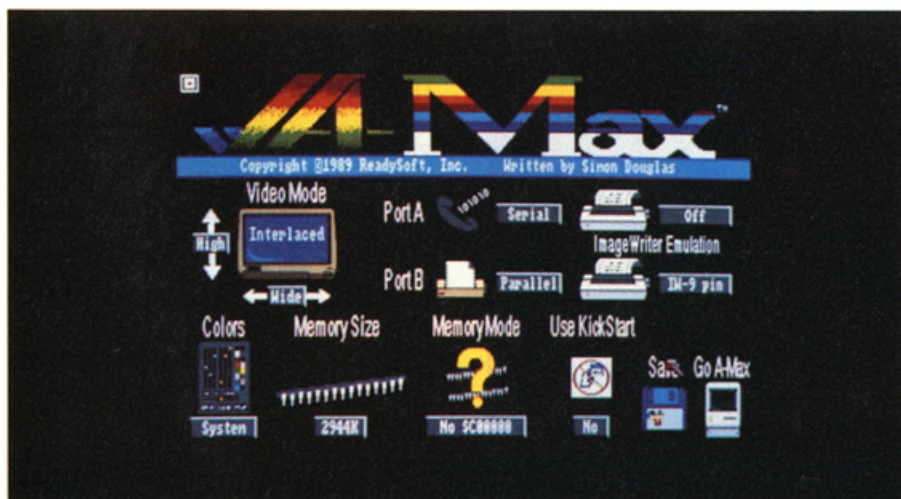 A-Max™
Copyright ©1989 ReadySoft, Inc. Written by Simon Douglas
Video Mode
High
Interlaced
Wide
Port A
101010
Serial
Off
ImageWriter Emulation
Port B
Parallel
IW-9 pin
Colors
System
Memory Size
2944K
Memory Mode
?
No $C00000
Use KickStart
No
Save
Go A-Max